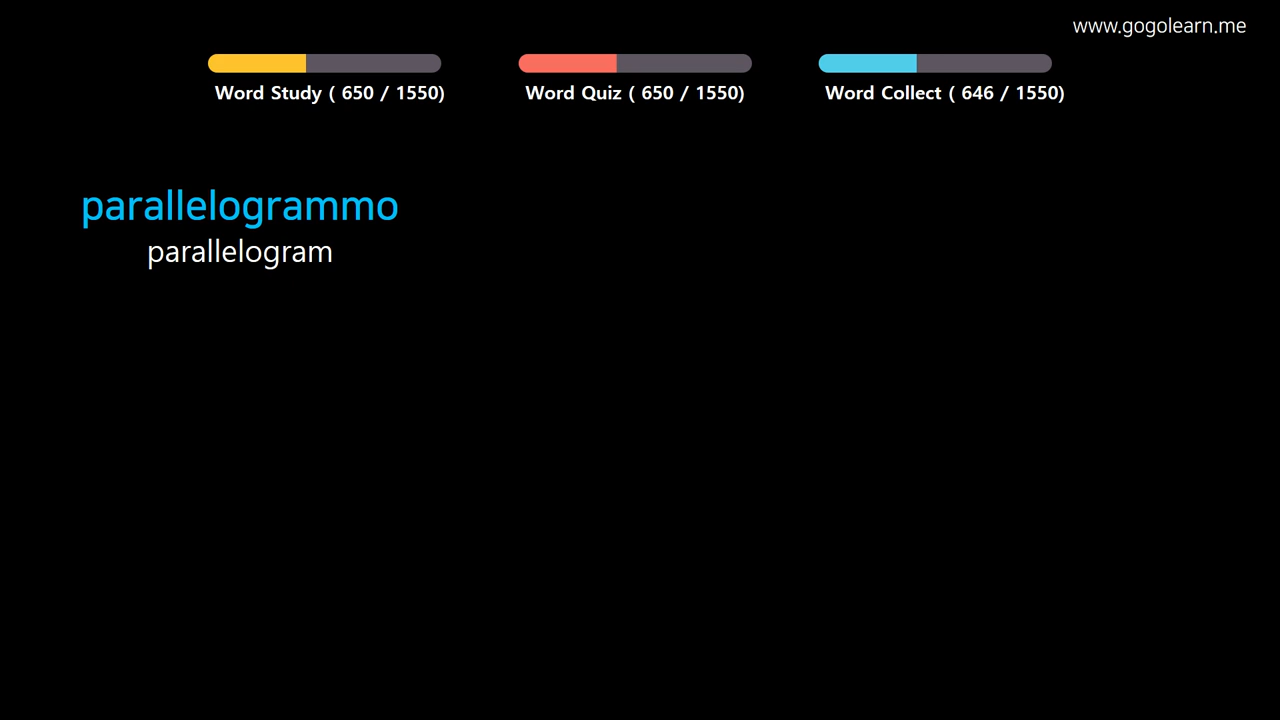 www.gogolearn.me
Word Study ( 650 / 1550)
Word Quiz ( 650 / 1550)
Word Collect ( 646 / 1550)
parallelogrammo
parallelogram